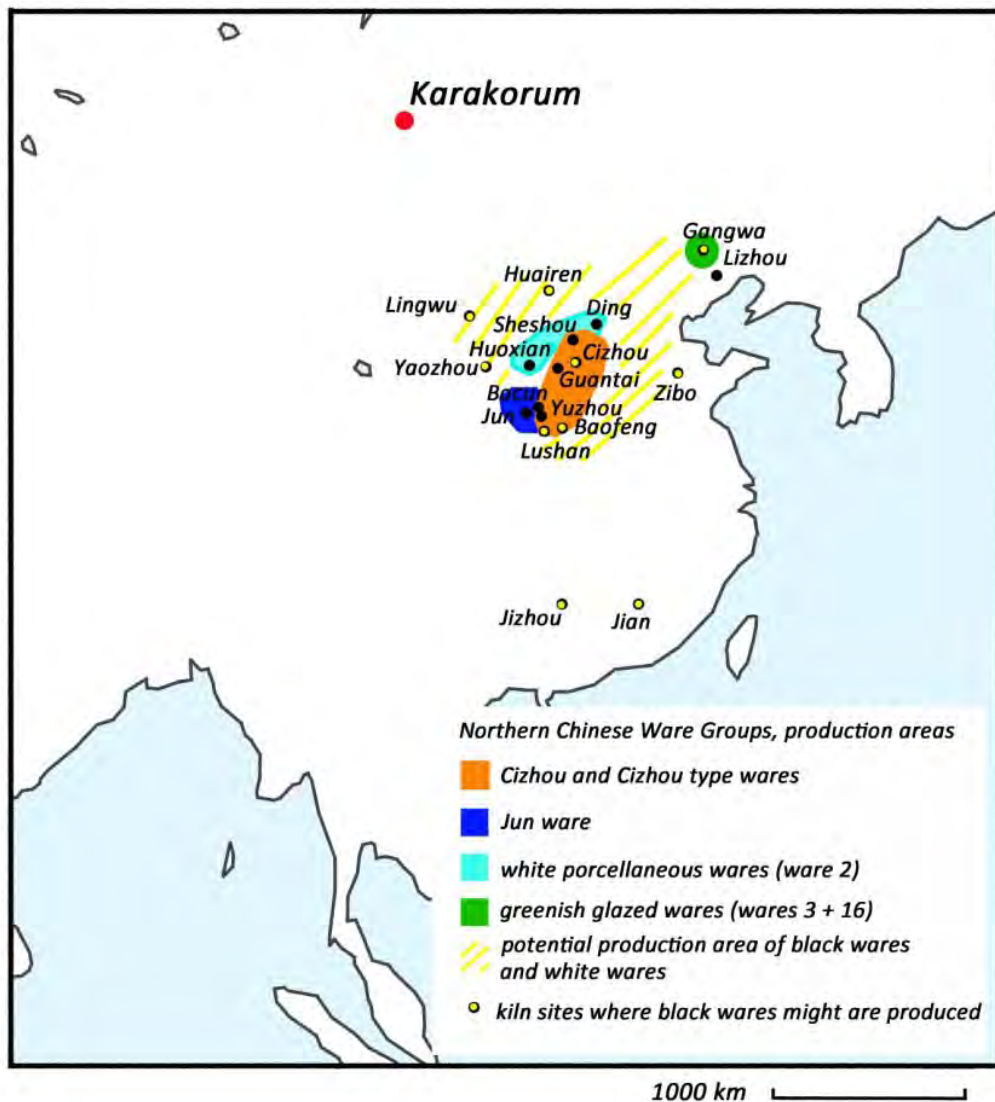 Karakorum
Gangwa
Lizhou
Huairen
Lingwu
Ding
Sheshou
Huoxian
Cizhou
Yaozhou
Guantai
Zibo
Bacun
Jun
Yuzhou
Baofeng
Lushan
Jizhou
Jian
Northern Chinese Ware Groups, production areas
Cizhou and Cizhou type wares
Jun ware
white porcellaneous wares (ware 2)
greenish glazed wares (wares 3 + 16)
potential production area of black wares
and white wares
kiln sites where black wares might are produced
1000 km